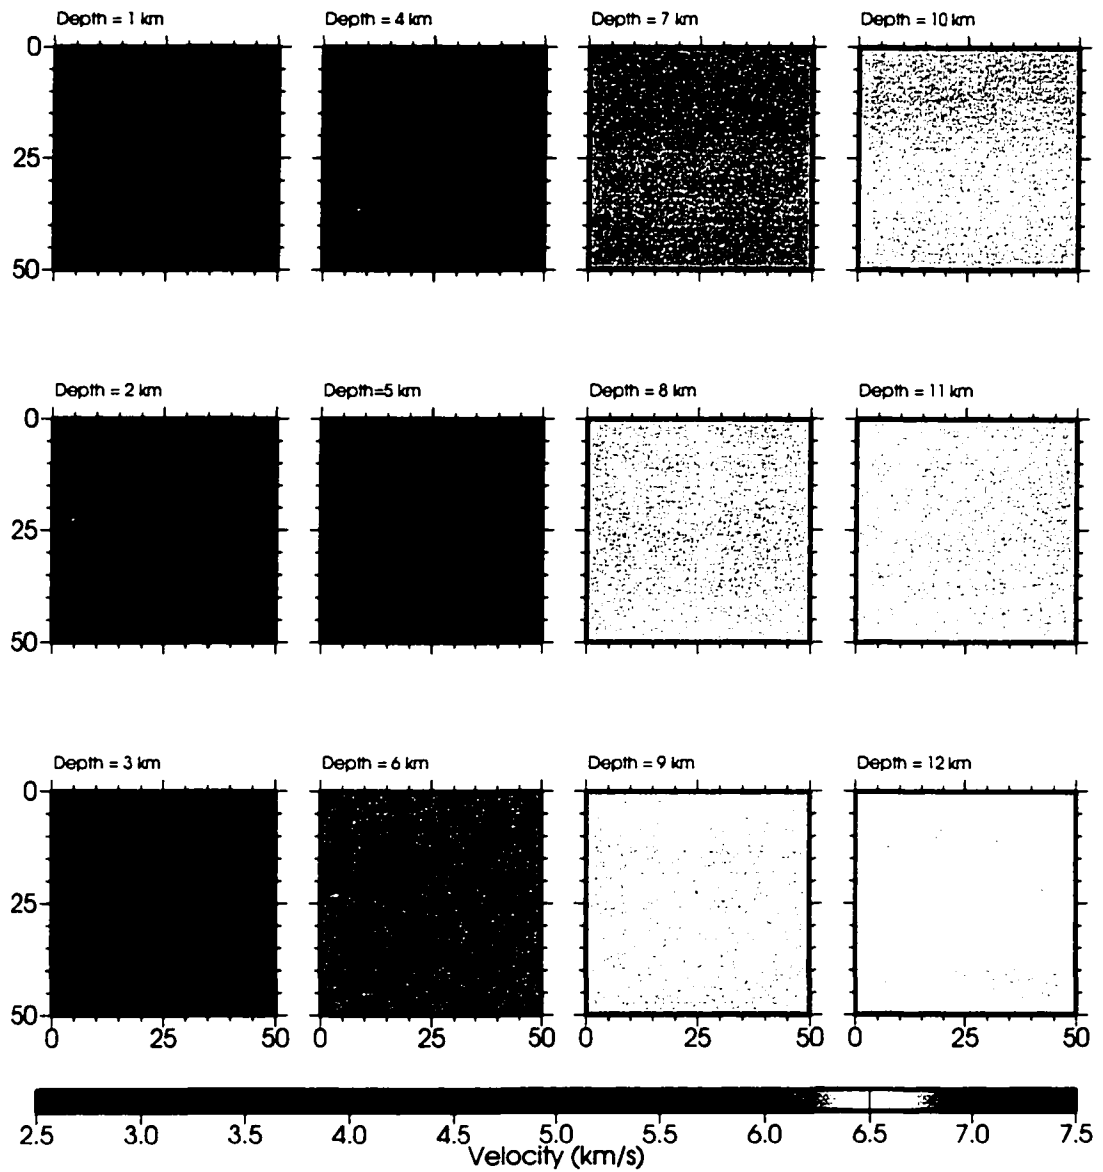 Depth = 1 km Depth = 4 km Depth = 7 km Depth = 10 km
0
25
50
Depth = 2 km Depth=5 km Depth = 8 km Depth = 11 km
0
25
50
Depth = 3 km Depth = 6 km Depth = 9 km Depth = 12 km
0
25
50
0 25 50 0 25 50 0 25 50 0 25 50
2.5 3.0 3.5 4.0 4.5 5.0 5.5 6.0 6.5 7.0 7.5
Velocity (km/s)